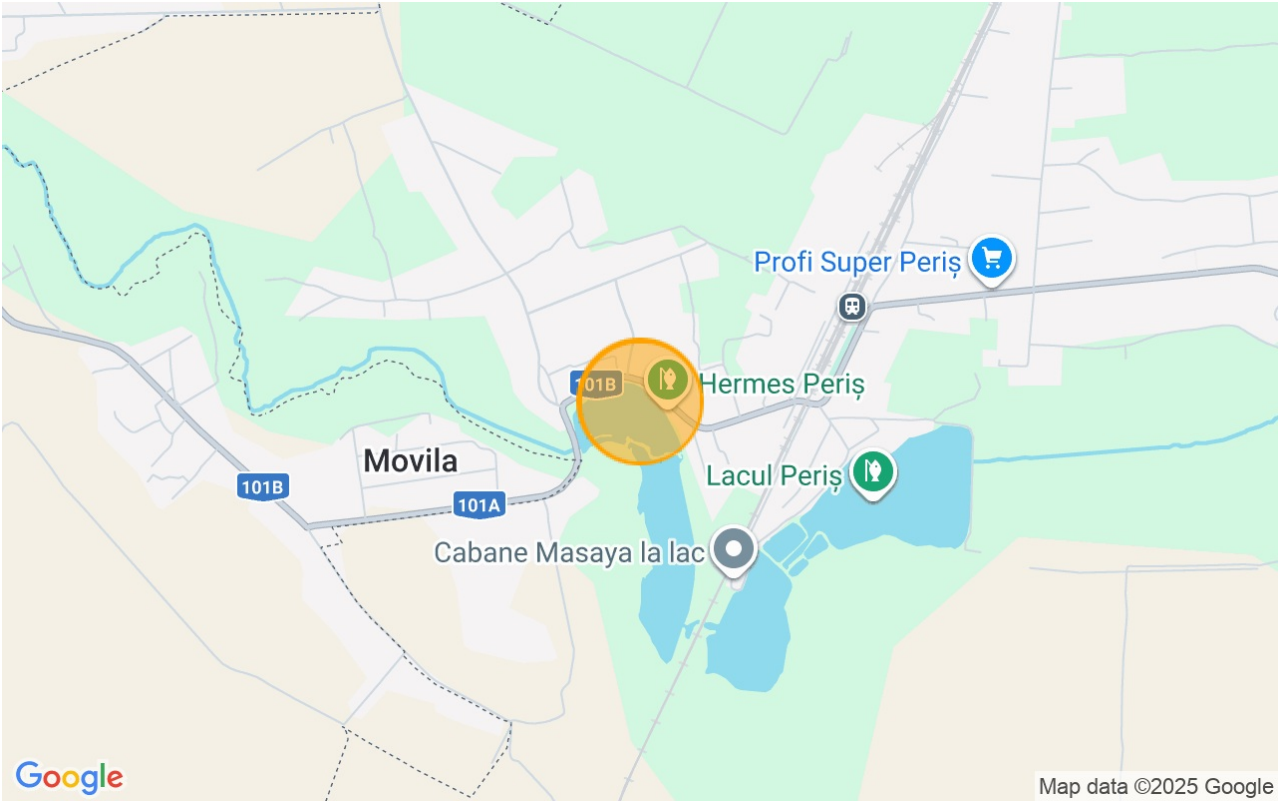 Profi Super Periș
101B
Hermes Periș
Movila
Lacul Periș
101B
101A
Cabane Masaya la lac
Google
Map data ©2025 Google